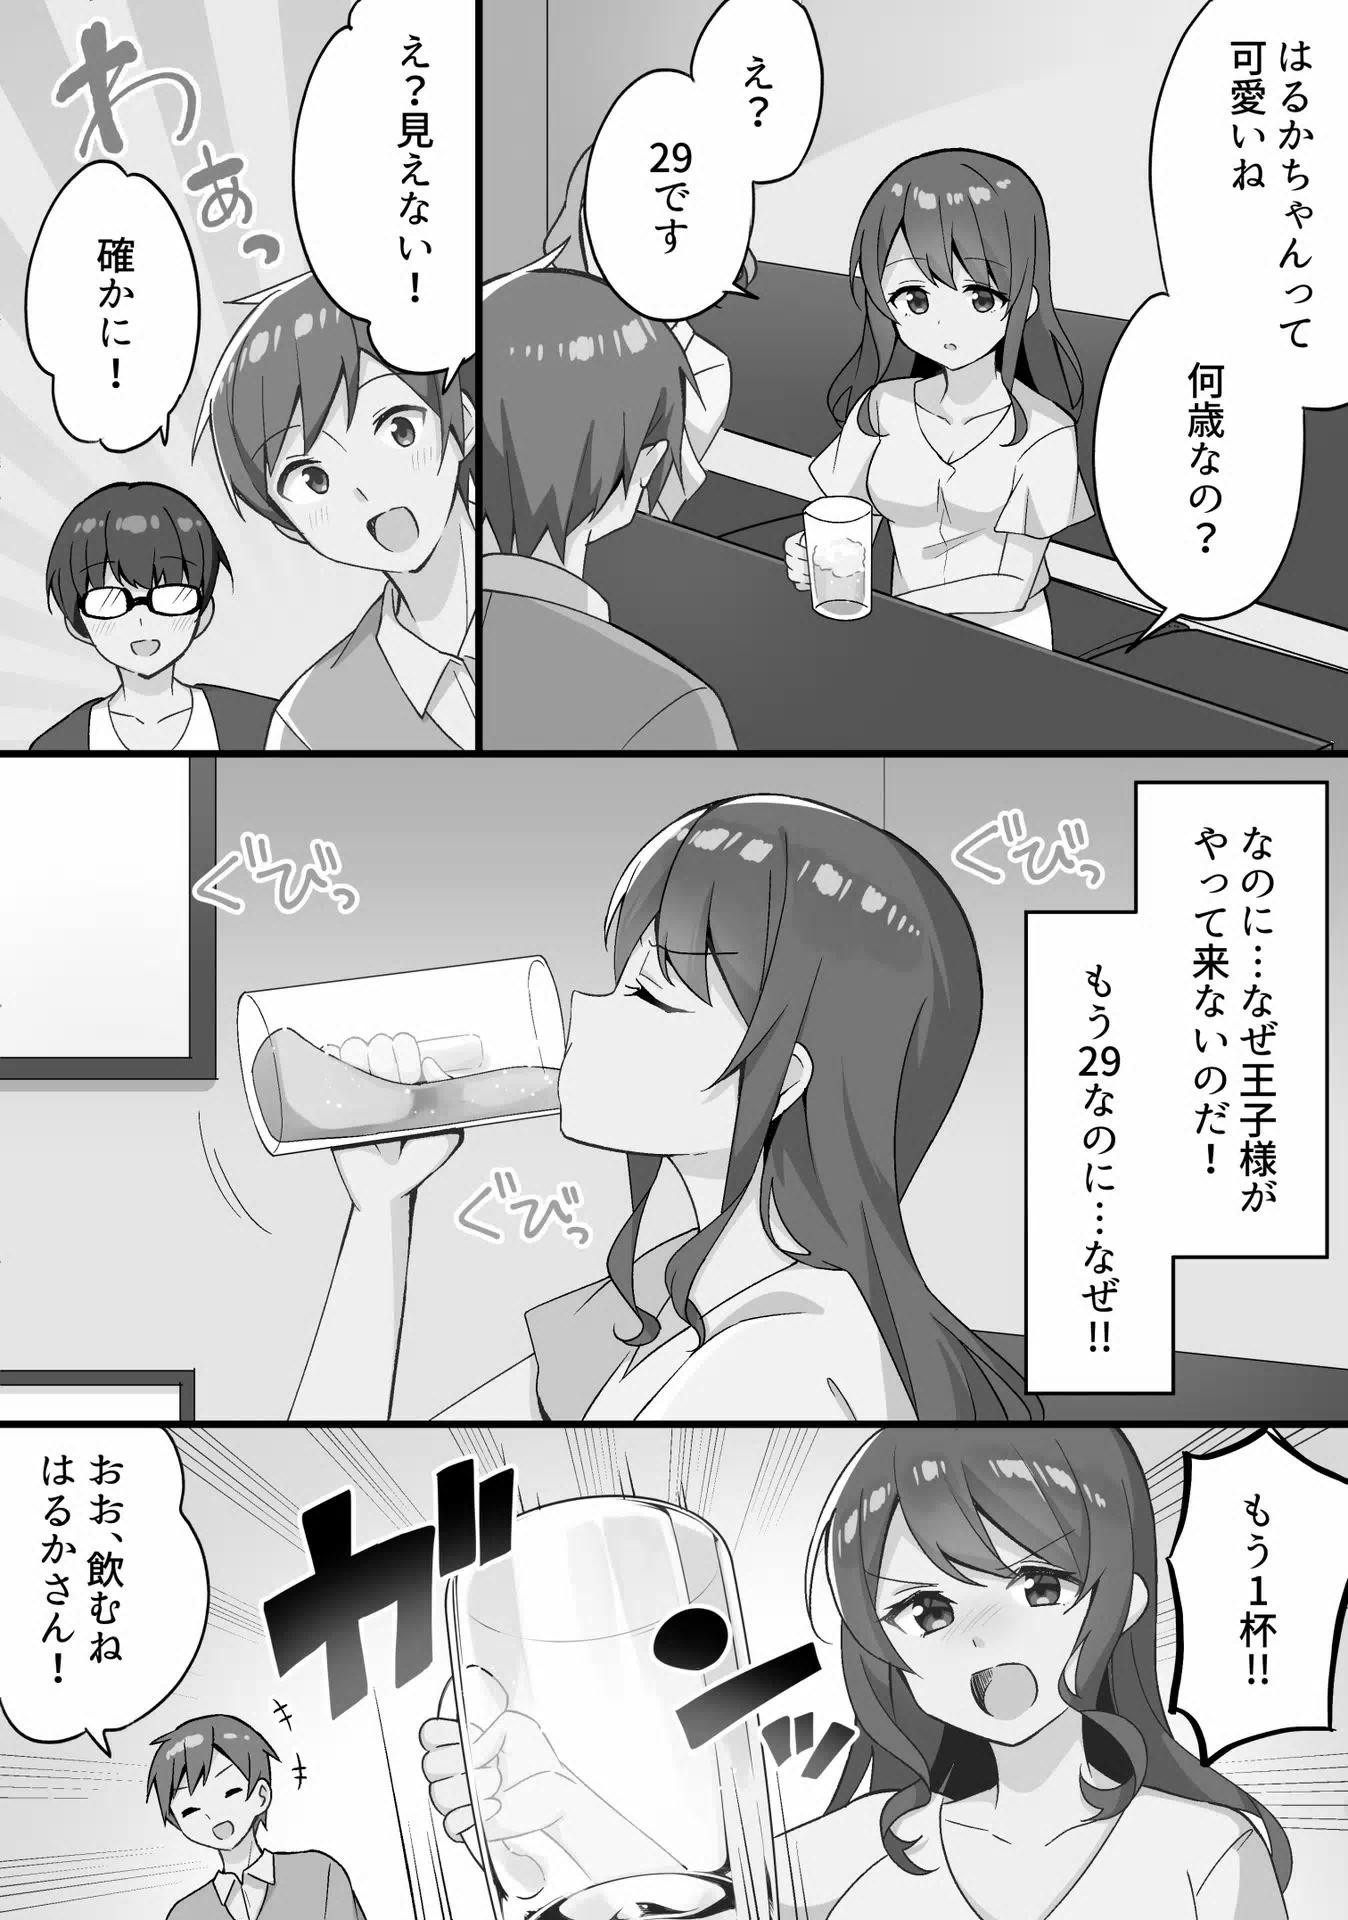 はるかちゃんって
可愛いね
何歳なの？
え？
29です
え？見えない！
わあっ
確かに！
なのに…なぜ王子様が
やって来ないのだ！
もう29なのに…なぜ!!
ぐびっ
ぐびっ
ぐびっ
もう1杯!!
ガンッ
おお、飲むね
はるかさん！